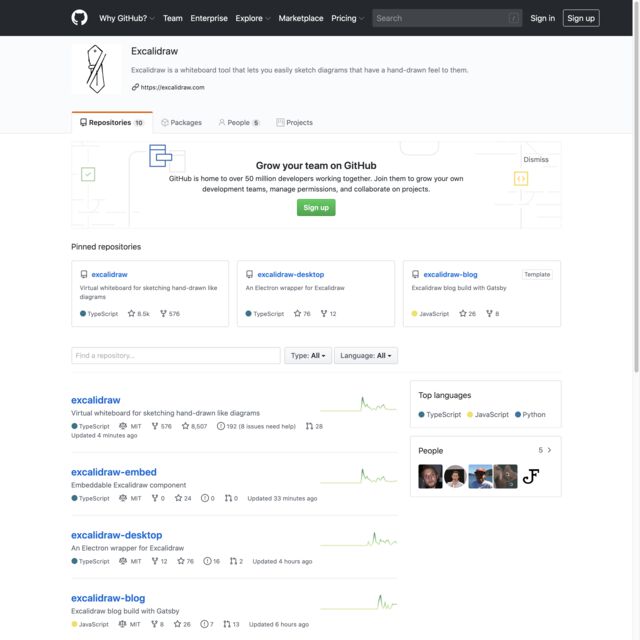 Why GitHub? Team Enterprise Explore Marketplace Pricing Search / Sign in Sign up
Excalidraw
Excalidraw is a whiteboard tool that lets you easily sketch diagrams that have a hand-drawn feel to them.
https://excalidraw.com
Repositories 10 Packages People 5 Projects
Dismiss
Grow your team on GitHub
GitHub is home to over 50 million developers working together. Join them to grow your
own development teams, manage permissions, and collaborate on projects.
Sign up
Pinned repositories
excalidraw
Virtual whiteboard for sketching hand-drawn like
diagrams
TypeScript 8.5k 576
excalidraw-desktop
An Electron wrapper for Excalidraw
TypeScript 76 12
excalidraw-blog Template
Excalidraw blog build with Gatsby
JavaScript 26 8
Find a repository… Type: All Language: All
excalidraw
Virtual whiteboard for sketching hand-drawn like diagrams
TypeScript MIT 576 8,507 192 (8 issues need help) 28
Updated 4 minutes ago
excalidraw-embed
Embeddable Excalidraw component
TypeScript MIT 0 24 0 0 Updated 33 minutes ago
excalidraw-desktop
An Electron wrapper for Excalidraw
TypeScript MIT 12 76 16 2 Updated 4 hours ago
excalidraw-blog
Excalidraw blog build with Gatsby
JavaScript MIT 8 26 7 13 Updated 6 hours ago
Top languages
TypeScript JavaScript Python
People 5